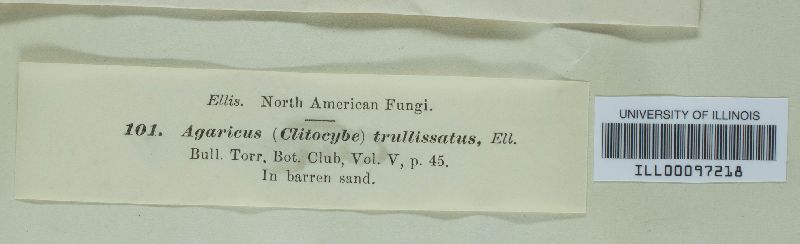 Ellis. North American Fungi.
101. Agaricus (Clitocybe) trullissatus, Ell.
Bull. Torr. Bot. Club, Vol. V, p. 45.
In barren sand.
UNIVERSITY OF ILLINOIS
ILL00097218